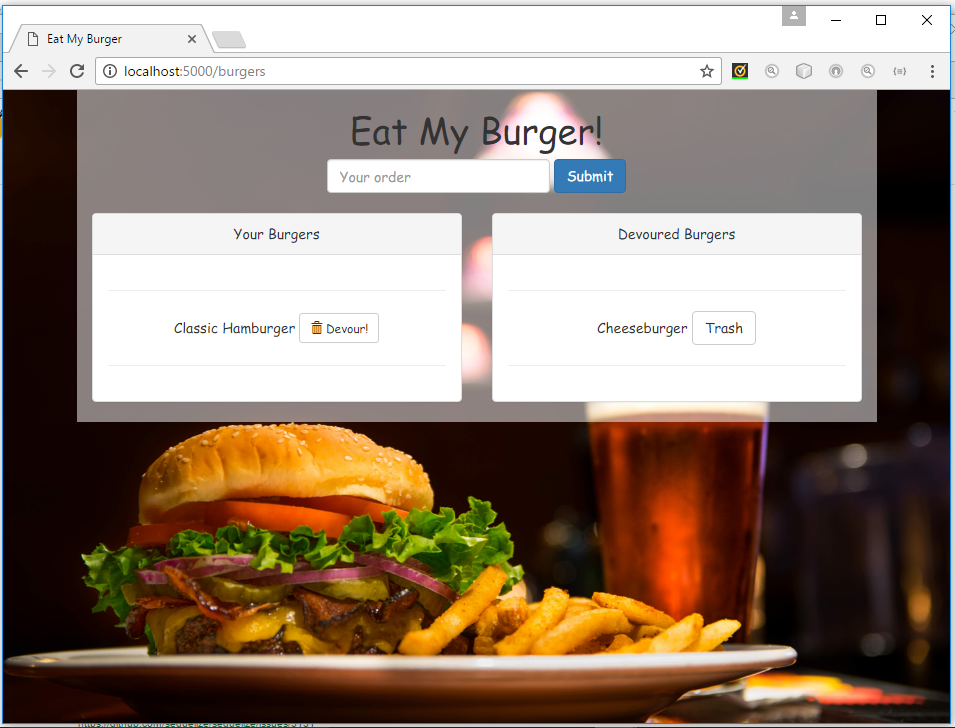 Eat My Burger
localhost:5000/burgers
Eat My Burger!
Your order
Submit
Your Burgers
Devoured Burgers
Classic Hamburger
Devour!
Cheeseburger
Trash